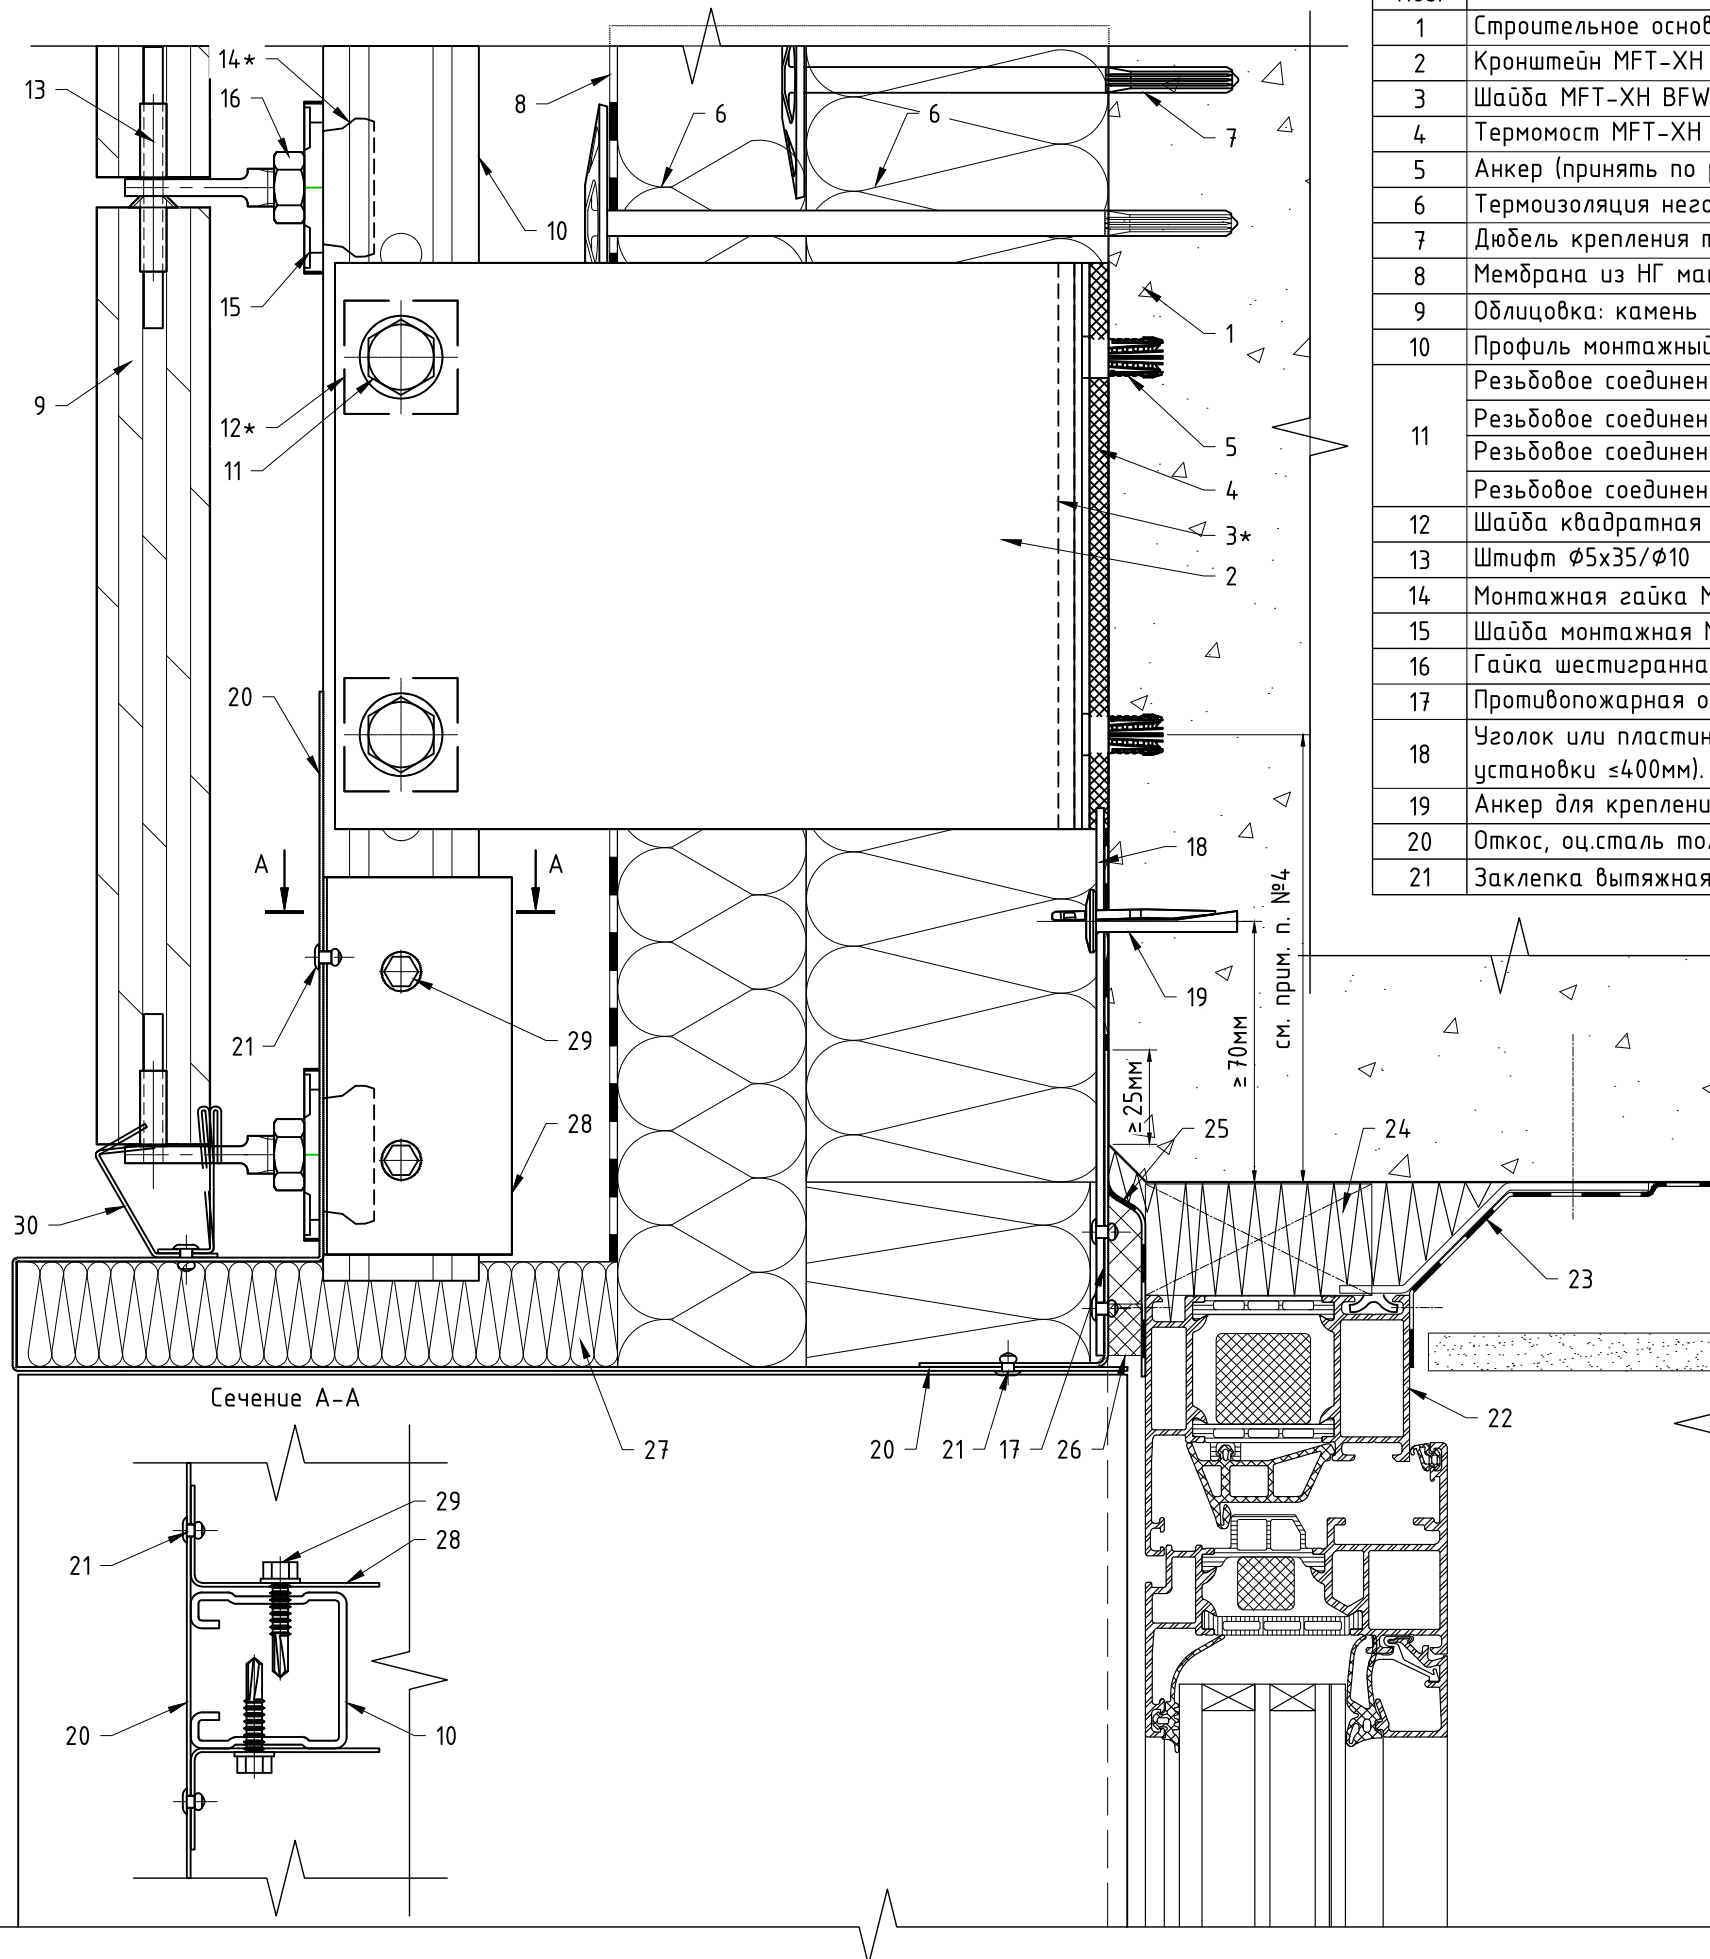 1 Строительное основ
2 Кронштейн MFT-XH
3 Шайба MFT-XH BFW
4 Термомост MFT-XH
5 Анкер (принять по
6 Термоизоляция него
7 Дюбель крепления
8 Мембрана из НГ ма
9 Облицовка: камень
10 Профиль монтажный
11 Резьбовое соединен
Резьбовое соединен
Резьбовое соединен
Резьбовое соединен
12 Шайба квадратная
13 Штифт Ø5x35/Ø10
14 Монтажная гайка
15 Шайба монтажная
16 Гайка шестигранна
17 Противопожарная о
18 Уголок или пластин
установки ≤400мм).
19 Анкер для креплени
20 Откос, оц.сталь тол
21 Заклепка вытяжная
13
14*
16
8
6
6
7
10
15
1
9
12*
11
5
4
3*
2
20
A
A
18
19
21
29
28
30
≥25мм
≥ 70мм
см. прим. п. №4
25
24
23
22
27
20
21
17
26
Сечение А-А
29
28
21
20
10